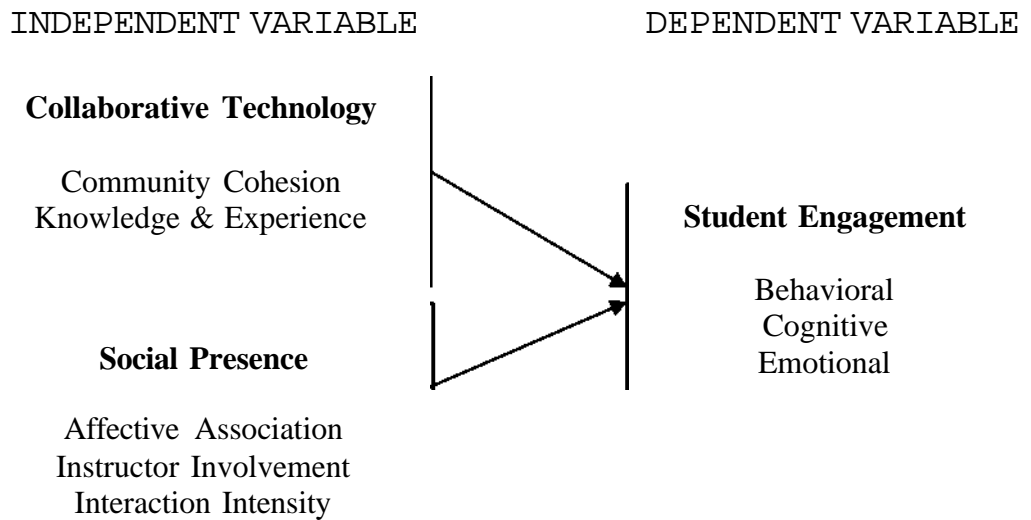 INDEPENDENT VARIABLE
DEPENDENT VARIABLE
Collaborative Technology
Community Cohesion
Knowledge & Experience
Social Presence
Affective Association
Instructor Involvement
Interaction Intensity
Student Engagement
Behavioral
Cognitive
Emotional